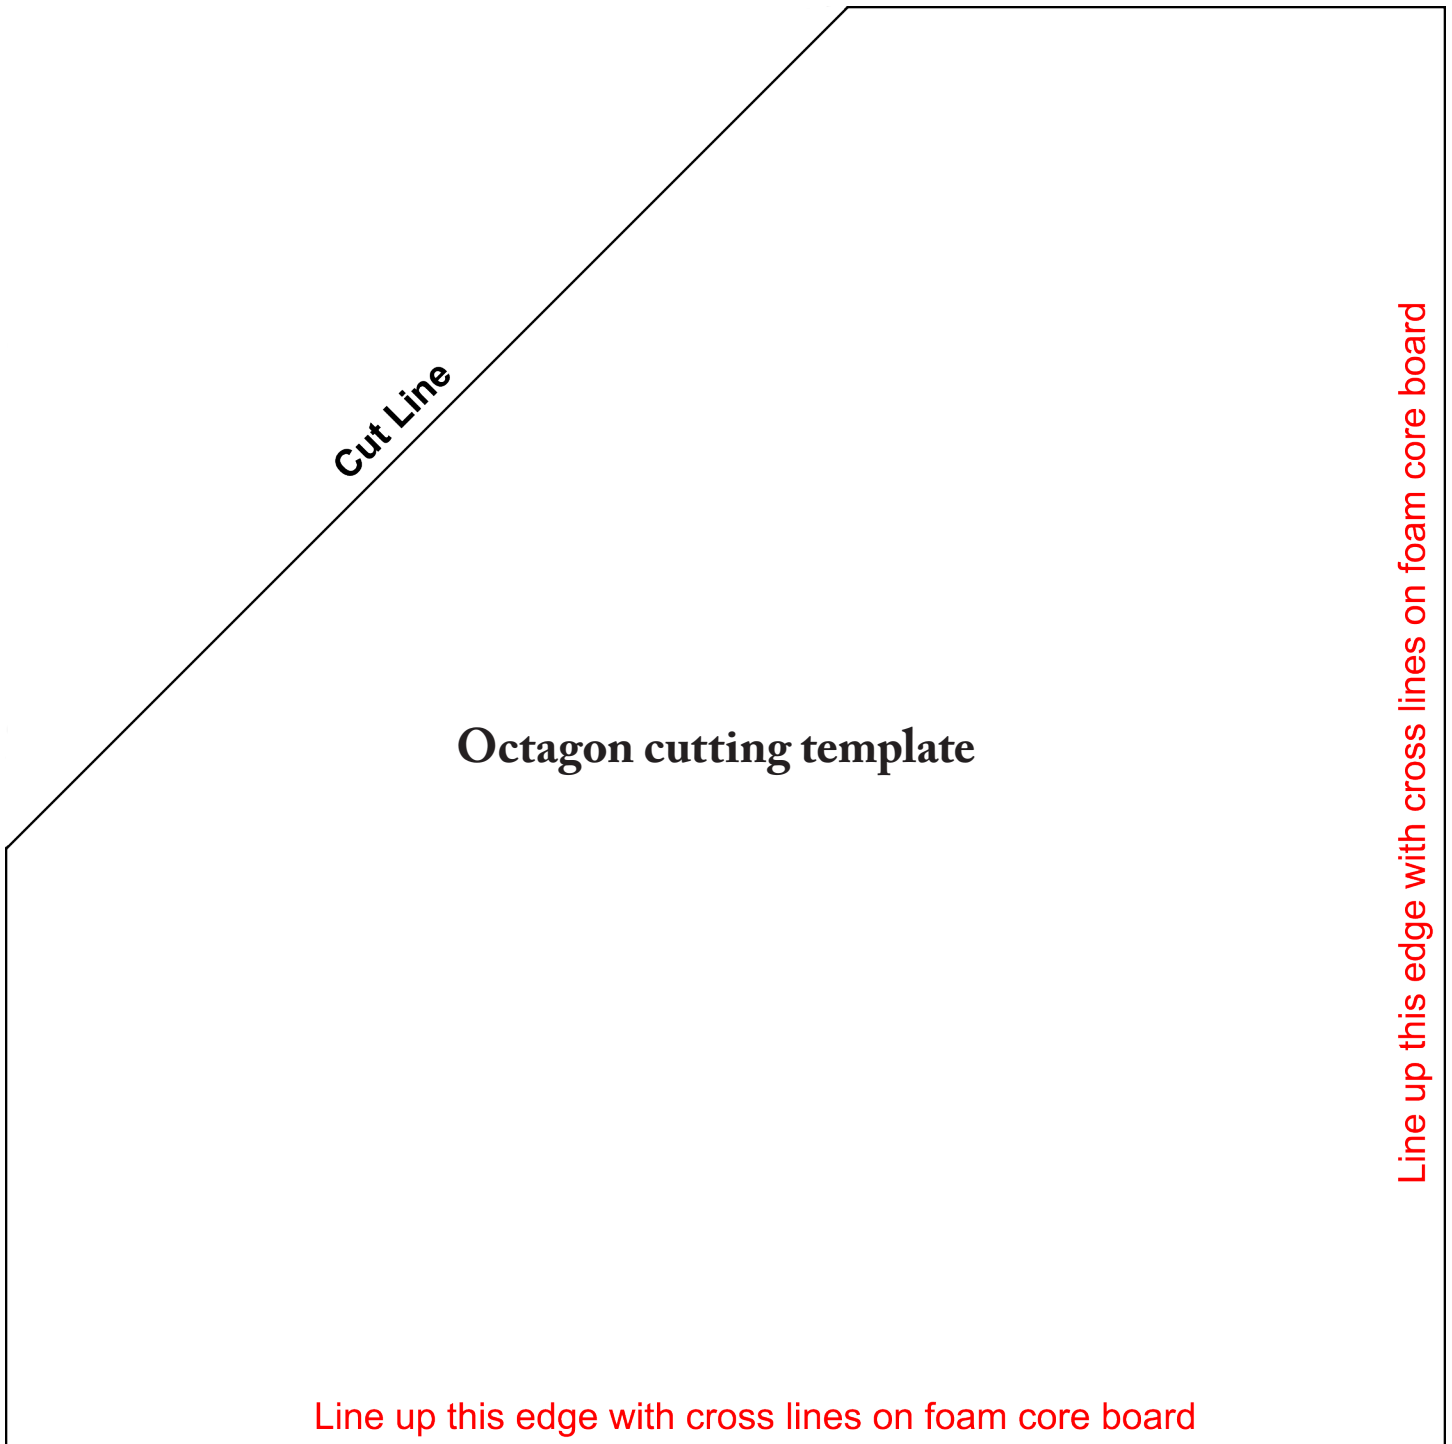 Cut Line
Octagon cutting template
Line up this edge with cross lines on foam core board
Line up this edge with cross lines on foam core board